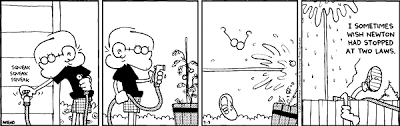 SQUEAK
SQUEAK
SQUEAK
I SOMETIMES
WISH NEWTON
HAD STOPPED
AT TWO LAWS.